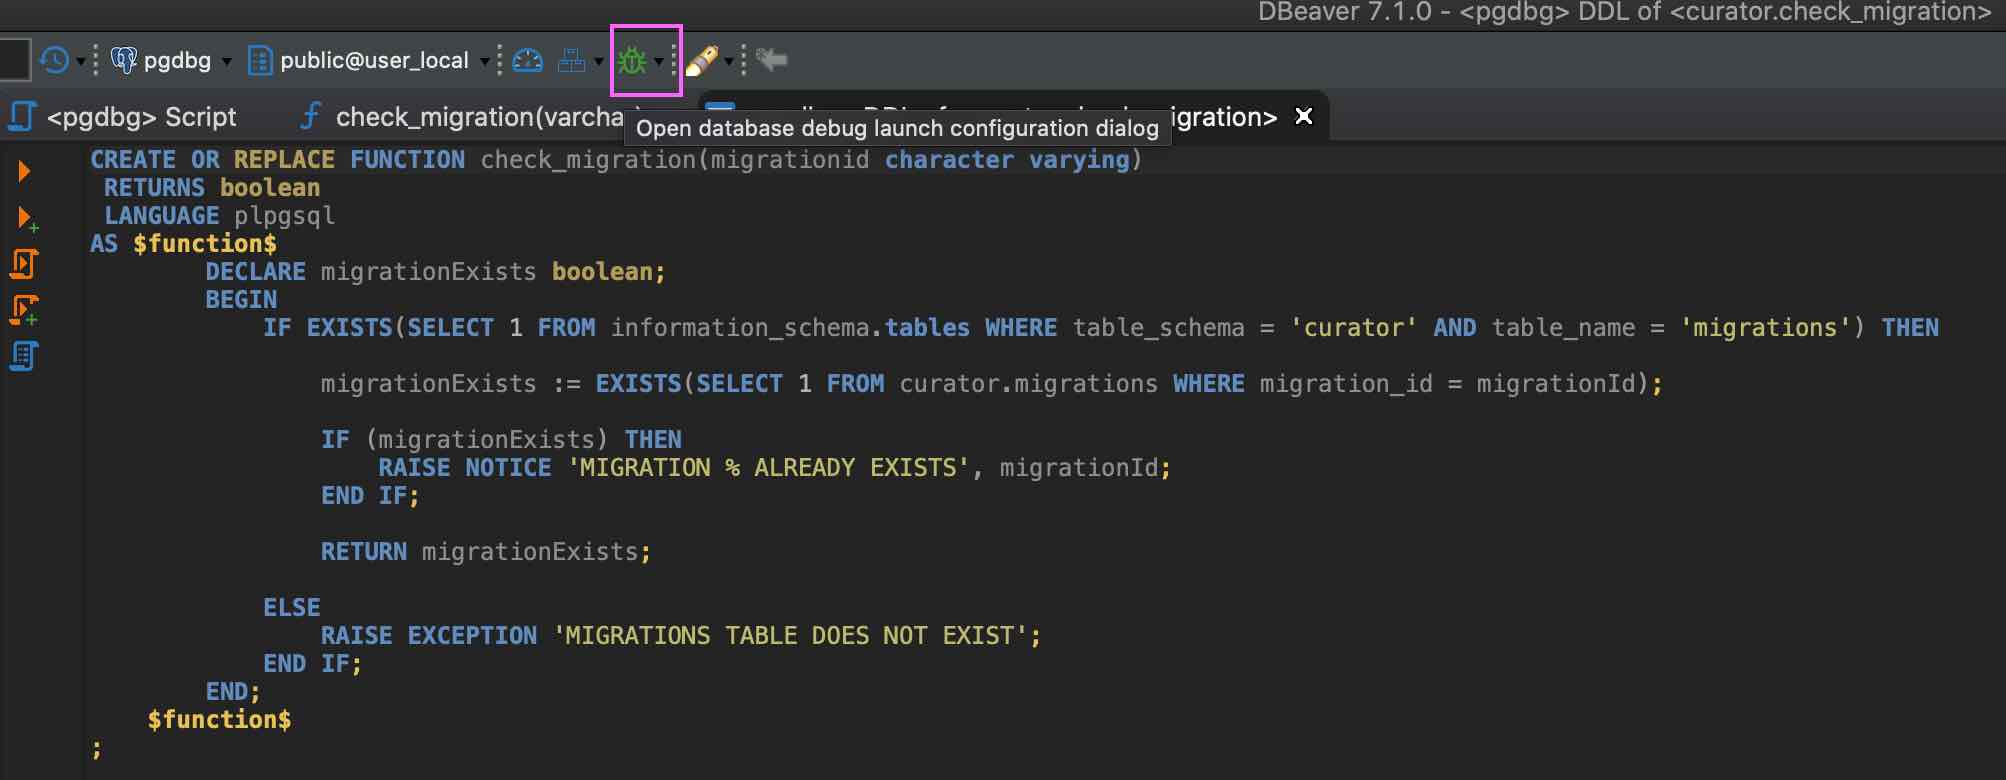 DBeaver 7.1.0 - <pgdbg> DDL of <curator.check_migration>
pgdbg public@user_local
<pgdbg> Script check_migration(varcha igration>
Open database debug launch configuration dialog
CREATE OR REPLACE FUNCTION check_migration(migrationid character varying)
RETURNS boolean
LANGUAGE plpgsql
AS $function$
DECLARE migrationExists boolean;
BEGIN
IF EXISTS(SELECT 1 FROM information_schema.tables WHERE table_schema = 'curator' AND table_name = 'migrations') THEN
migrationExists := EXISTS(SELECT 1 FROM curator.migrations WHERE migration_id = migrationId);
IF (migrationExists) THEN
RAISE NOTICE 'MIGRATION % ALREADY EXISTS', migrationId;
END IF;
RETURN migrationExists;
ELSE
RAISE EXCEPTION 'MIGRATIONS TABLE DOES NOT EXIST';
END IF;
END;
$function$
;